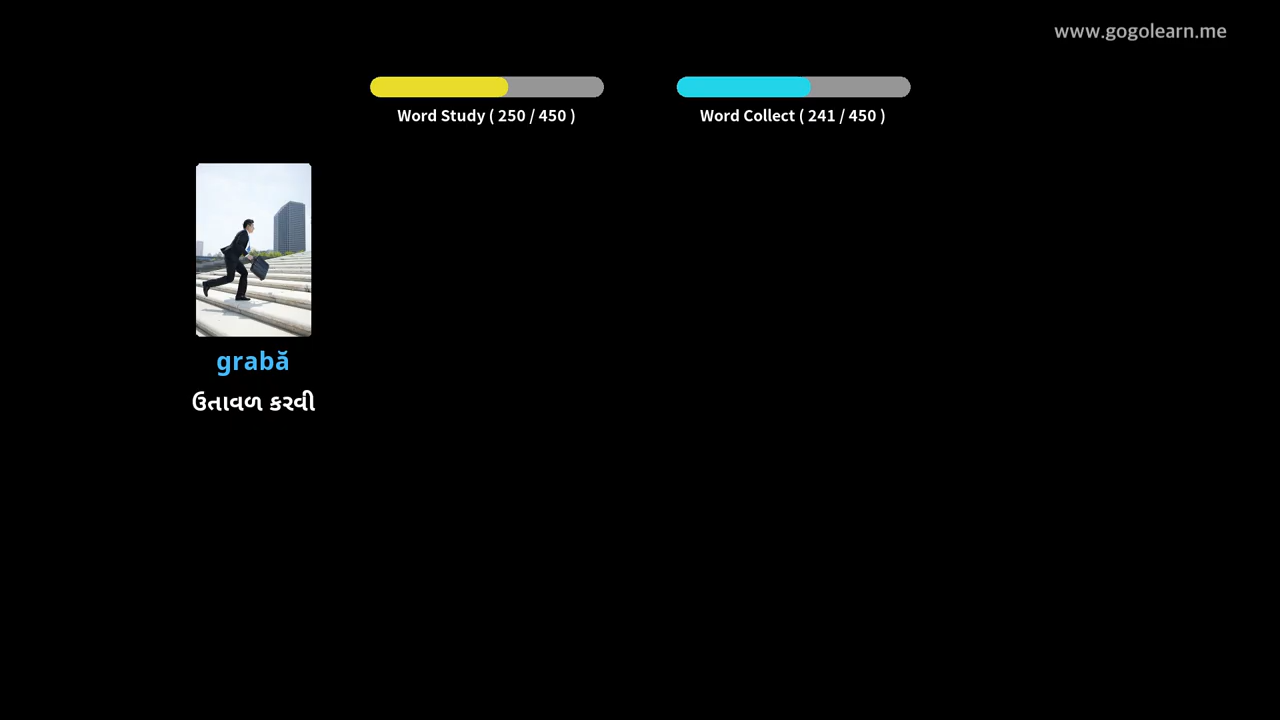 www.gogolearn.me
Word Study ( 250 / 450 )
Word Collect ( 241 / 450 )
grabă
ઉતાવળ કરવી